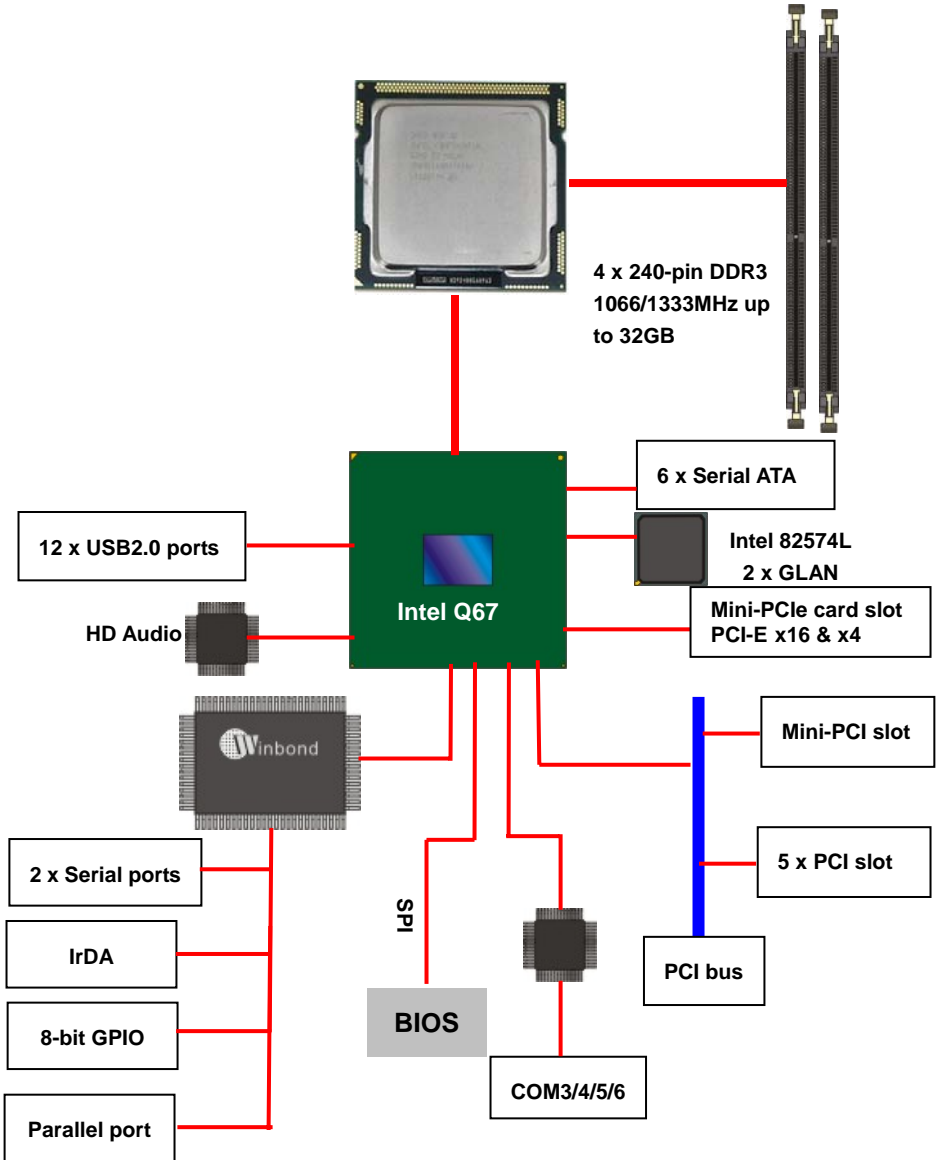 4 x 240-pin DDR3
1066/1333MHz up
to 32GB
6 x Serial ATA
12 x USB2.0 ports
Intel 82574L
2 x GLAN
Intel Q67
HD Audio
Mini-PCIe card slot
PCI-E x16 & x4
Winbond
Mini-PCI slot
2 x Serial ports
SPI
5 x PCI slot
IrDA
PCI bus
BIOS
8-bit GPIO
COM3/4/5/6
Parallel port